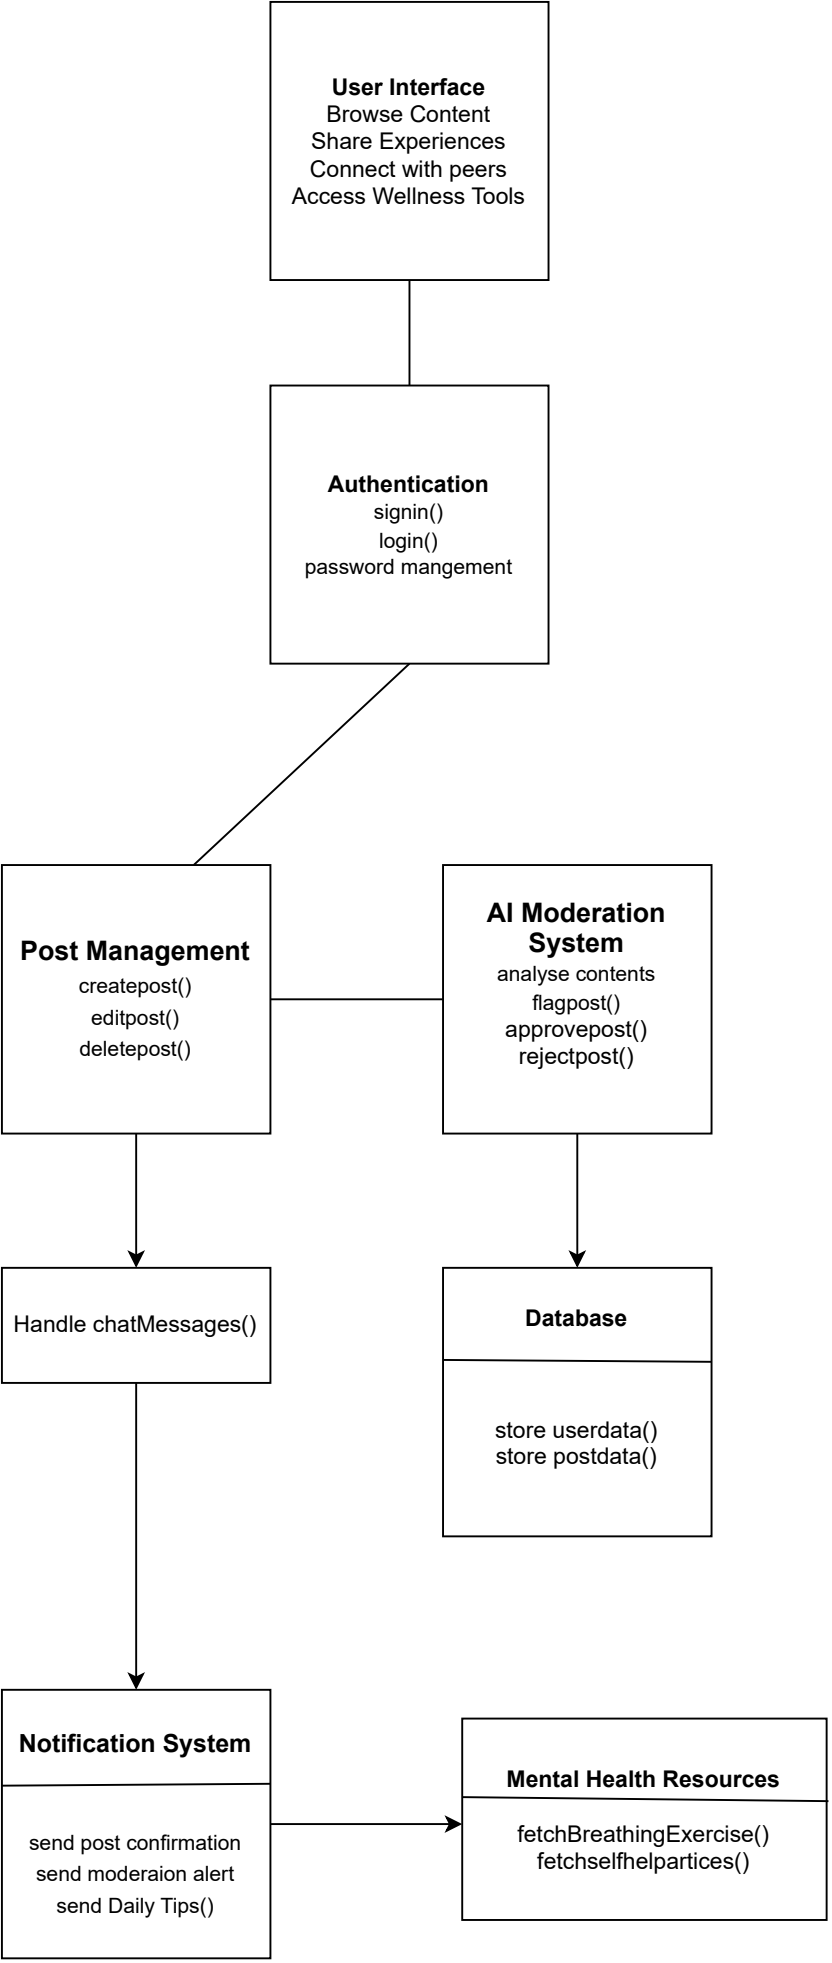 User Interface
Browse Content
Share Experiences
Connect with peers
Access Wellness Tools
Authentication
signin()
login()
password mangement
Post Management
createpost()
editpost()
deletepost()
AI Moderation
System
analyse contents
flagpost()
approvepost()
rejectpost()
Handle chatMessages()
Database
store userdata()
store postdata()
Notification System
send post confirmation
send moderaion alert
send Daily Tips()
Mental Health Resources
fetchBreathingExercise()
fetchselfhelpartices()